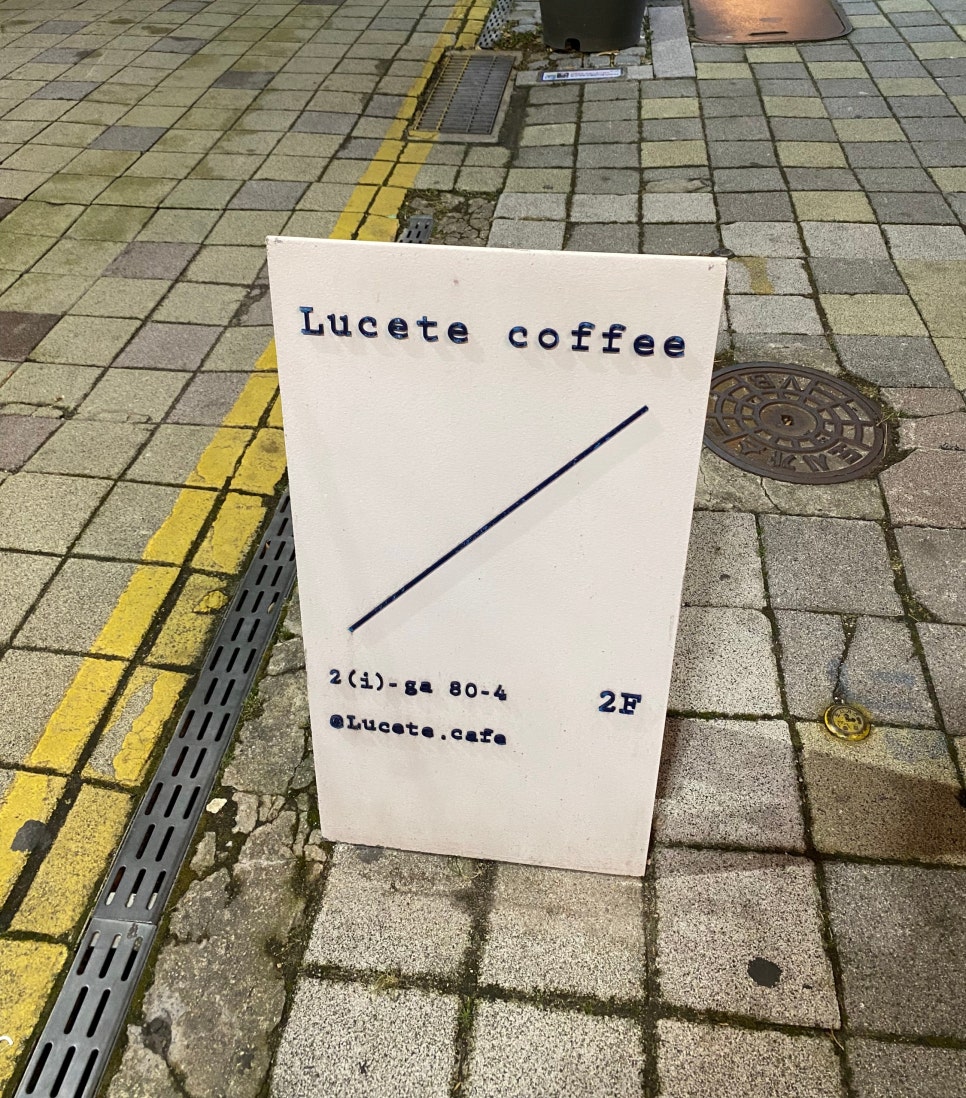 Lucete coffee
2(i)-ga 80-4
2F
@Lucete.cafe